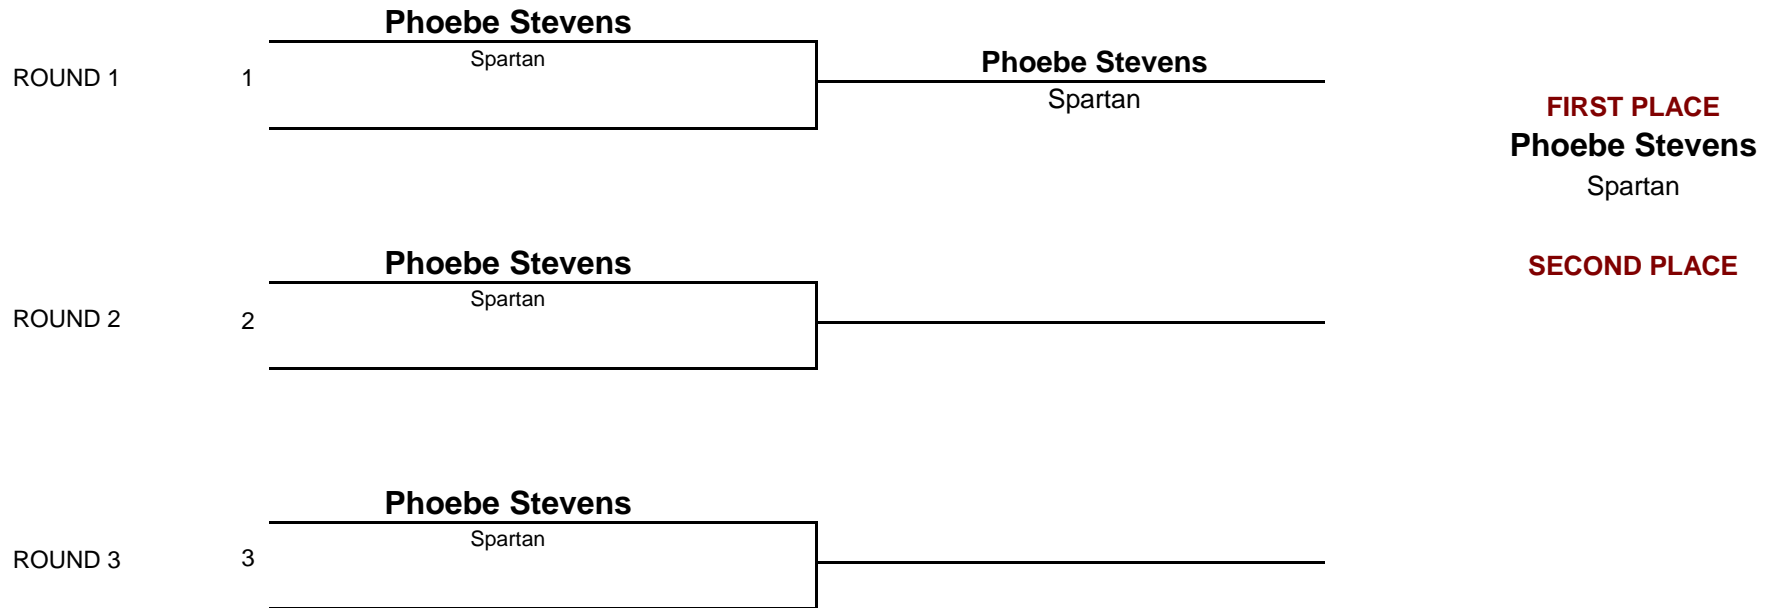 Phoebe Stevens
Spartan
ROUND 1
1
Phoebe Stevens
Spartan
FIRST PLACE
Phoebe Stevens
Spartan
Phoebe Stevens
Spartan
ROUND 2
2
SECOND PLACE
Phoebe Stevens
Spartan
ROUND 3
3